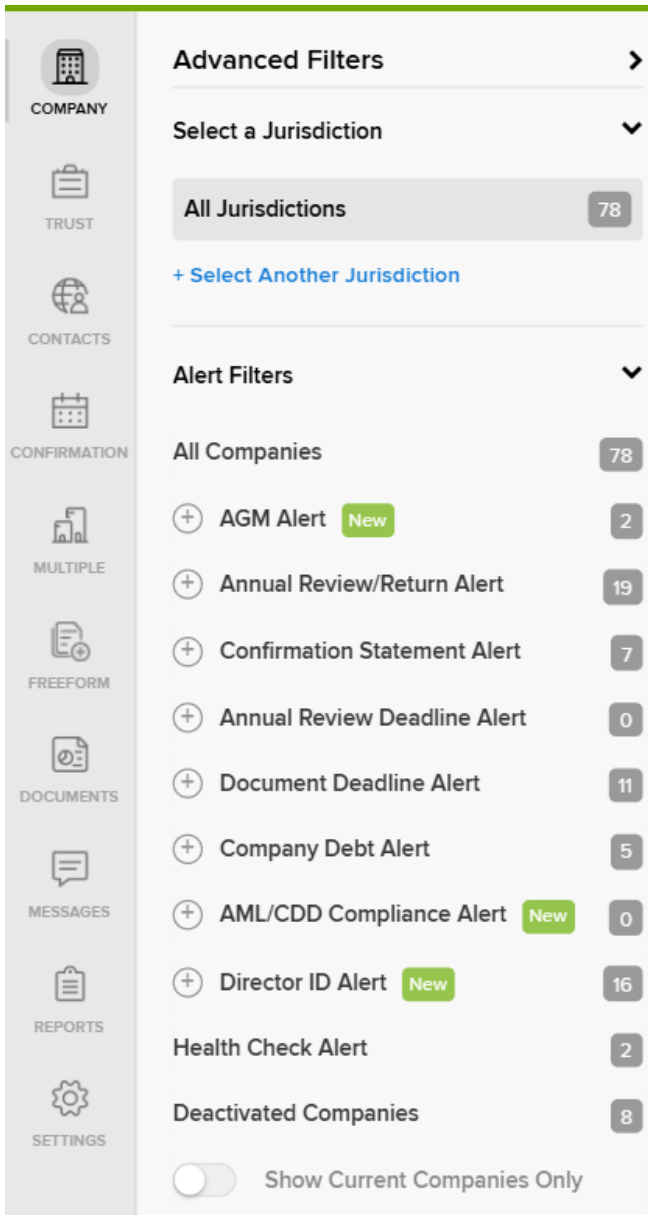 COMPANY
TRUST
CONTACTS
CONFIRMATION
MULTIPLE
FREEFORM
DOCUMENTS
MESSAGES
REPORTS
SETTINGS
Advanced Filters
Select a Jurisdiction
All Jurisdictions 78
+ Select Another Jurisdiction
Alert Filters
All Companies 78
AGM Alert New 2
Annual Review/Return Alert 19
Confirmation Statement Alert 7
Annual Review Deadline Alert 0
Document Deadline Alert 11
Company Debt Alert 5
AML/CDD Compliance Alert New 0
Director ID Alert New 16
Health Check Alert 2
Deactivated Companies 8
Show Current Companies Only